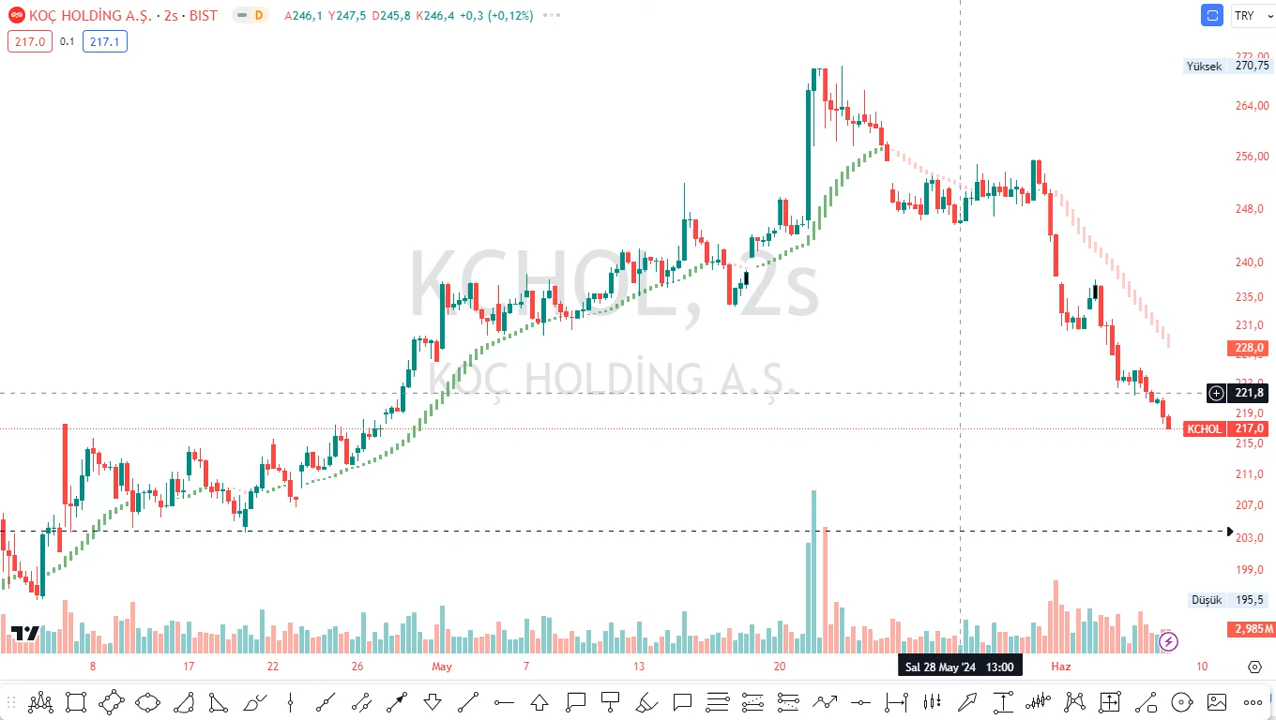 KOÇ HOLDİNG A.Ş. · 2s · BIST D A246,1 Y247,5 D245,8 K246,4 +0,3 (+0,12%) TRY
217.0 0.1 217.1
272,00
Yüksek 270,75
264,00
256,00
248,0
KCHOL, 2s
240,0
235,0
231,0
228,0
KOÇ HOLDİNG A.Ş.
221,8
219,0
KCHOL 217,0
215,0
211,0
207,0
203,0
199,0
Düşük 195,5
2,985M
8 17 22 26 May 7 13 20 Sal 28 May '24 13:00 Haz 10